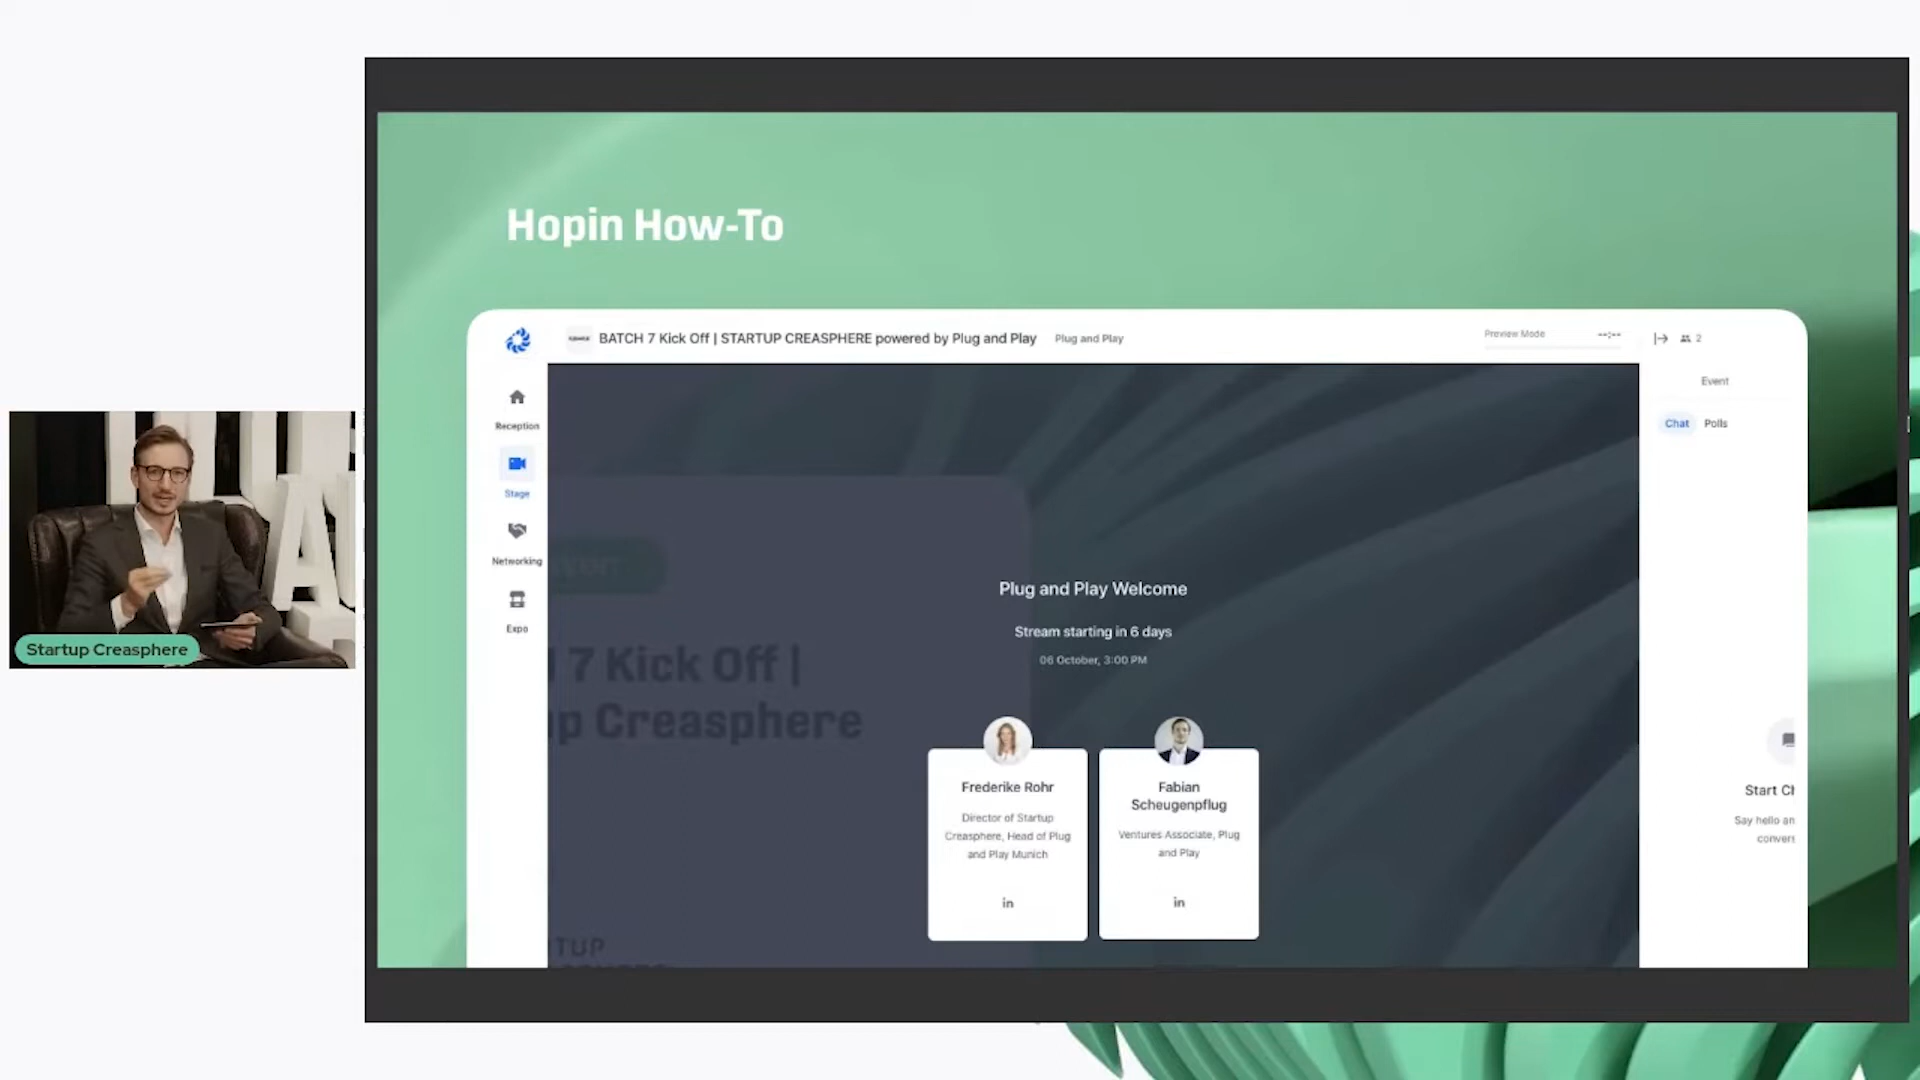 Hopin How-To
BATCH 7 Kick Off | STARTUP CREASPHERE powered by Plug and Play
Plug and Play
Preview Mode
--:--
2
Reception
Stage
Networking
Expo
Event
Chat
Polls
Plug and Play Welcome
Stream starting in 6 days
06 October, 3:00 PM
7 Kick Off |
up Creasphere
Frederike Rohr
Director of Startup
Creasphere, Head of Plug
and Play Munich
in
Fabian
Scheugenpflug
Ventures Associate, Plug
and Play
in
Start Ch
Say hello an
convers
TUP
Startup Creasphere